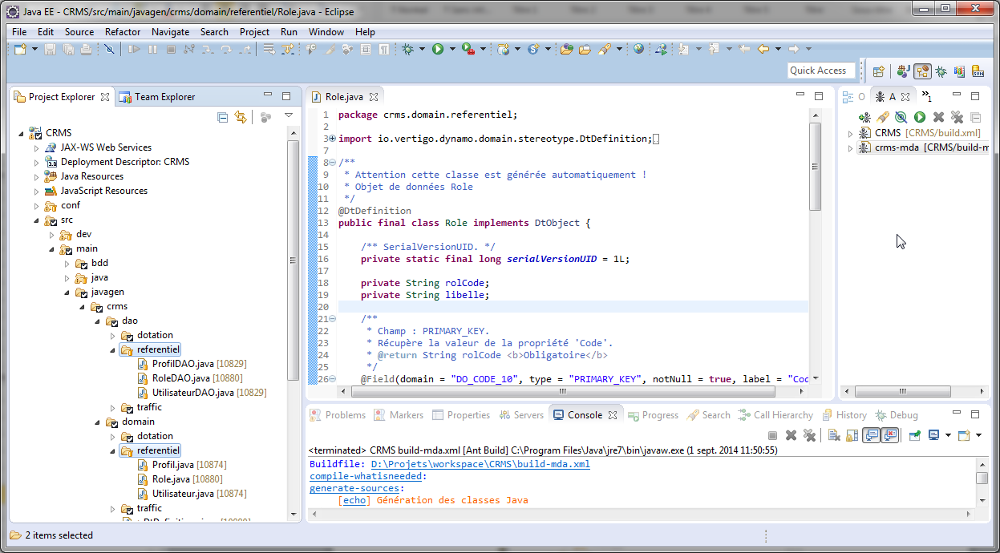 Java EE - CRMS/src/main/javagen/crms/domain/referentiel/Role.java - Eclipse
File Edit Source Refactor Navigate Search Project Run Window Help
Quick Access
Project Explorer Team Explorer
CRMS
JAX-WS Web Services
Deployment Descriptor: CRMS
Java Resources
JavaScript Resources
conf
src
dev
main
bdd
java
javagen
crms
dao
dotation
referentiel
ProfilDAO.java [10829]
RoleDAO.java [10880]
UtilisateurDAO.java [10829]
traffic
domain
dotation
referentiel
Profil.java [10874]
Role.java [10880]
Utilisateur.java [10874]
traffic
Role.java
1 package crms.domain.referentiel;
2
3 import io.vertigo.dynamo.domain.stereotype.DtDefinition;
7
8 /**
9 * Attention cette classe est générée automatiquement !
10 * Objet de données Role
11 */
12 @DtDefinition
13 public final class Role implements DtObject {
14
15 /** SerialVersionUID. */
16 private static final long serialVersionUID = 1L;
17
18 private String rolCode;
19 private String libelle;
20
21 /**
22 * Champ : PRIMARY_KEY.
23 * Récupère la valeur de la propriété 'Code'.
24 * @return String rolCode <b>Obligatoire</b>
25 */
26 @Field(domain = "DO_CODE_10", type = "PRIMARY_KEY", notNull = true, label = "Cod
O A »1
CRMS [CRMS/build.xml]
crms-mda [CRMS/build-m
Problems Markers Properties Servers Console Progress Search Call Hierarchy History Debug
<terminated> CRMS build-mda.xml [Ant Build] C:\Program Files\Java\jre7\bin\javaw.exe (1 sept. 2014 11:50:55)
Buildfile: D:\Projets\workspace\CRMS\build-mda.xml
compile-whatisneeded:
generate-sources:
[echo] Génération des classes Java
2 items selected